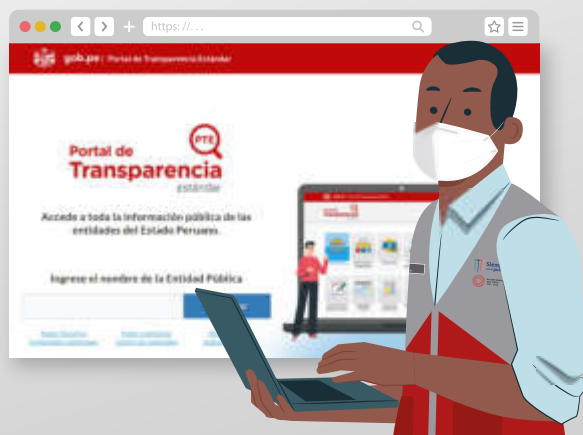 https: //. . .
gob.pe | Portal de Transparencia Estándar
PTE
Portal de
Transparencia
estándar
Accede a toda la información pública de las
entidades del Estado Peruano.
Ingrese el nombre de la Entidad Pública
Transparencia